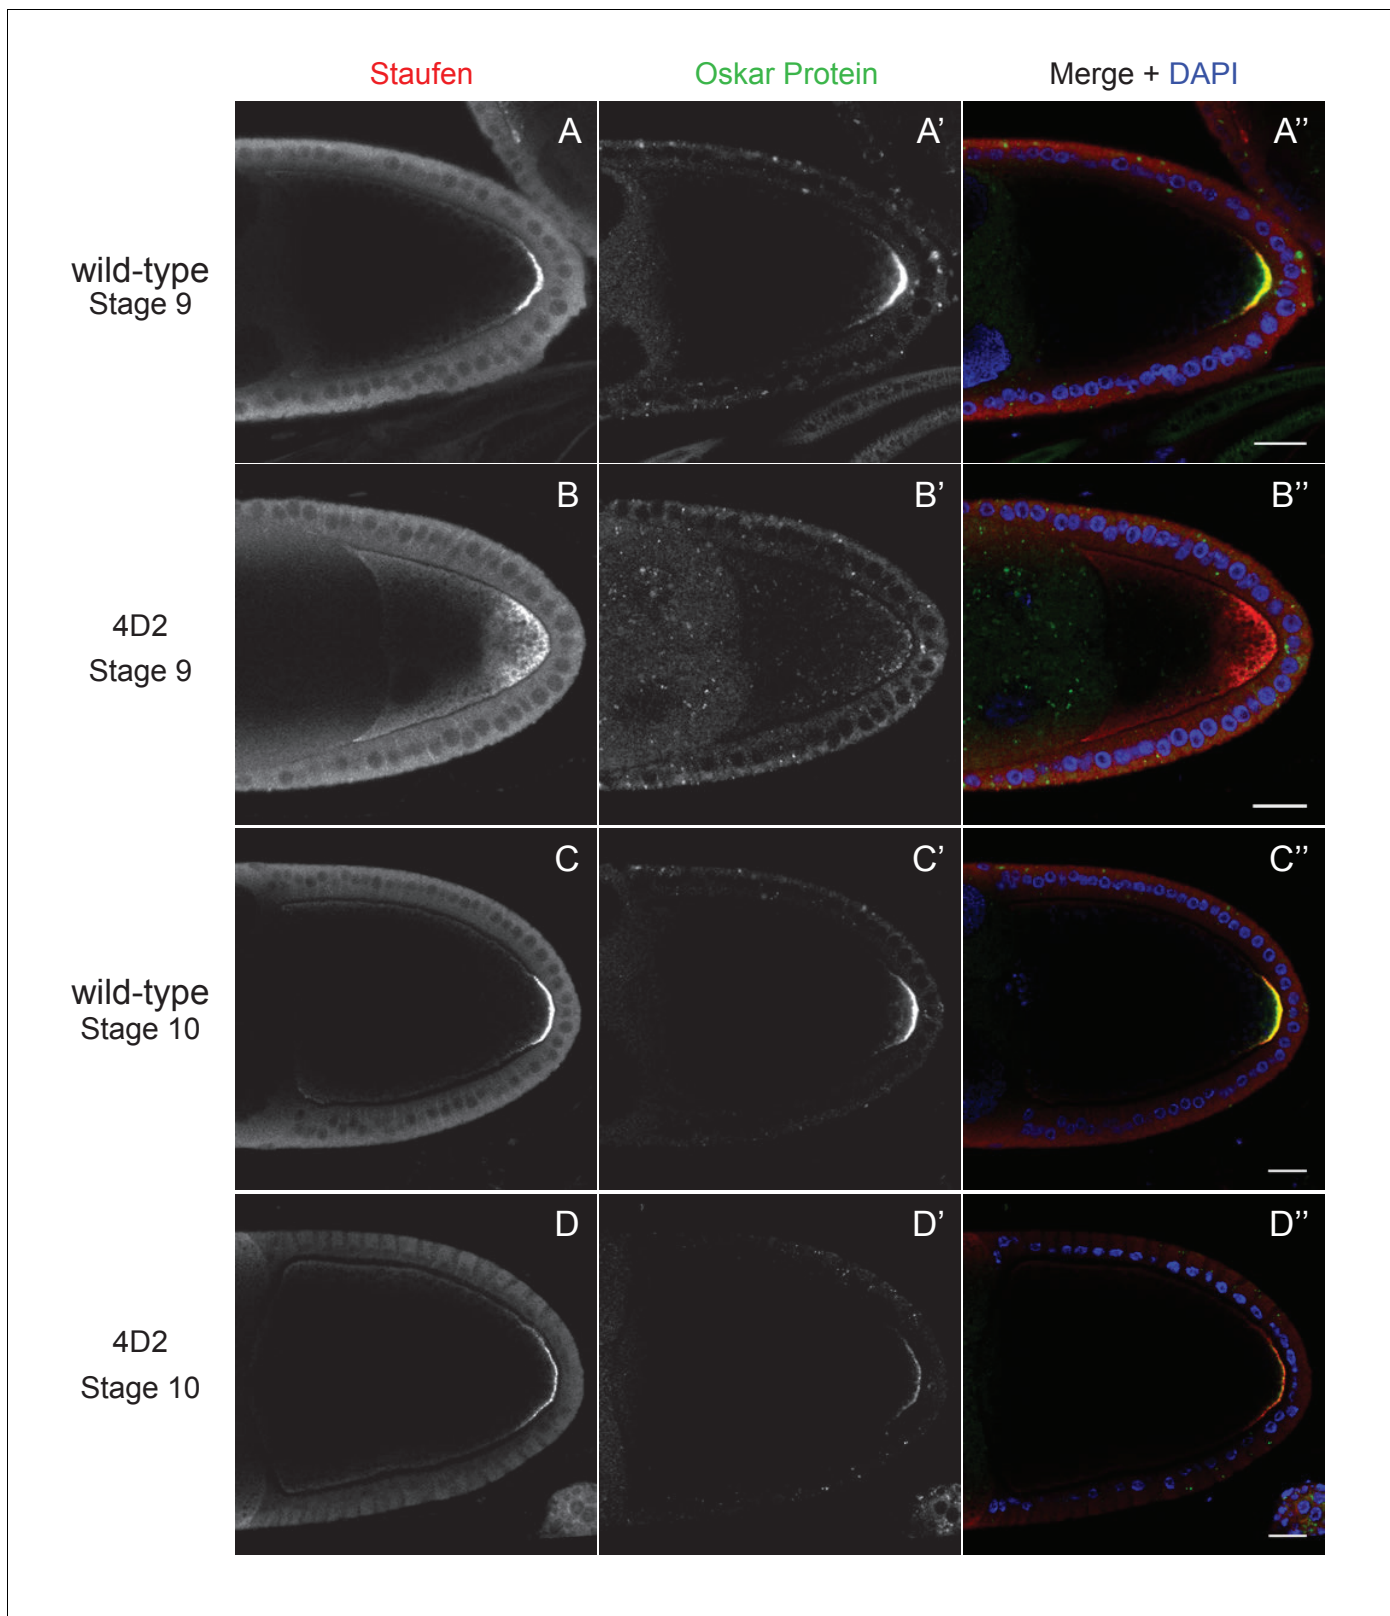 Staufen Oskar Protein Merge + DAPI
A A’ A’’
wild-type
Stage 9
B B’ B’’
4D2
Stage 9
C C’ C’’
wild-type
Stage 10
D D’ D’’
4D2
Stage 10